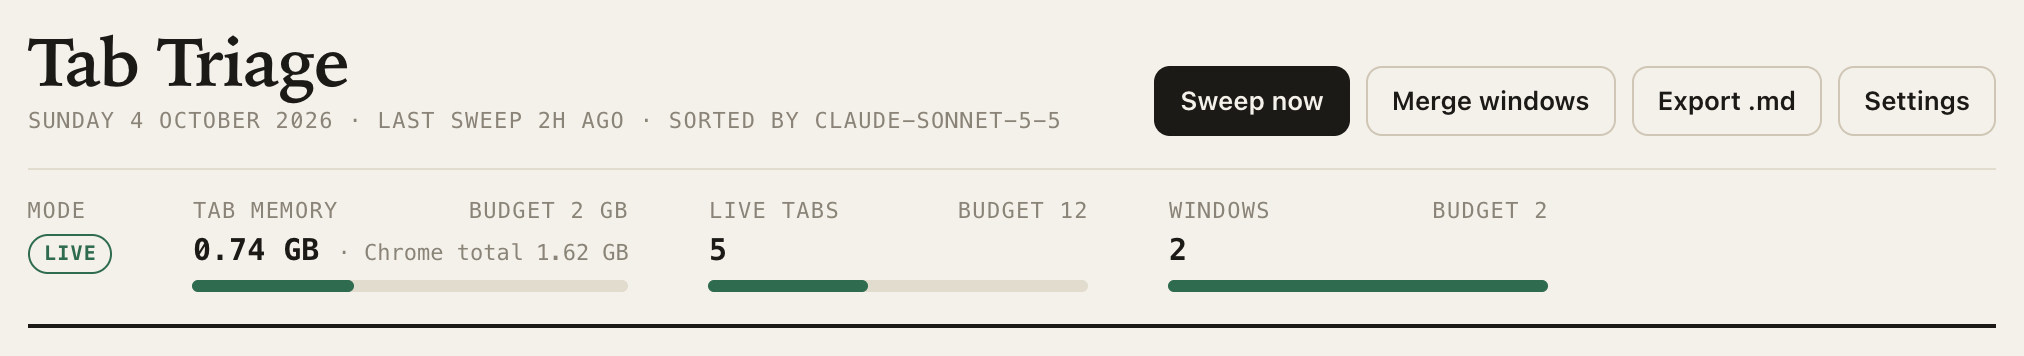 Tab Triage
SUNDAY 4 OCTOBER 2026 · LAST SWEEP 2H AGO · SORTED BY CLAUDE-SONNET-5-5
Sweep now
Merge windows
Export .md
Settings
MODE
LIVE
TAB MEMORY BUDGET 2 GB
0.74 GB · Chrome total 1.62 GB
LIVE TABS BUDGET 12
5
WINDOWS BUDGET 2
2